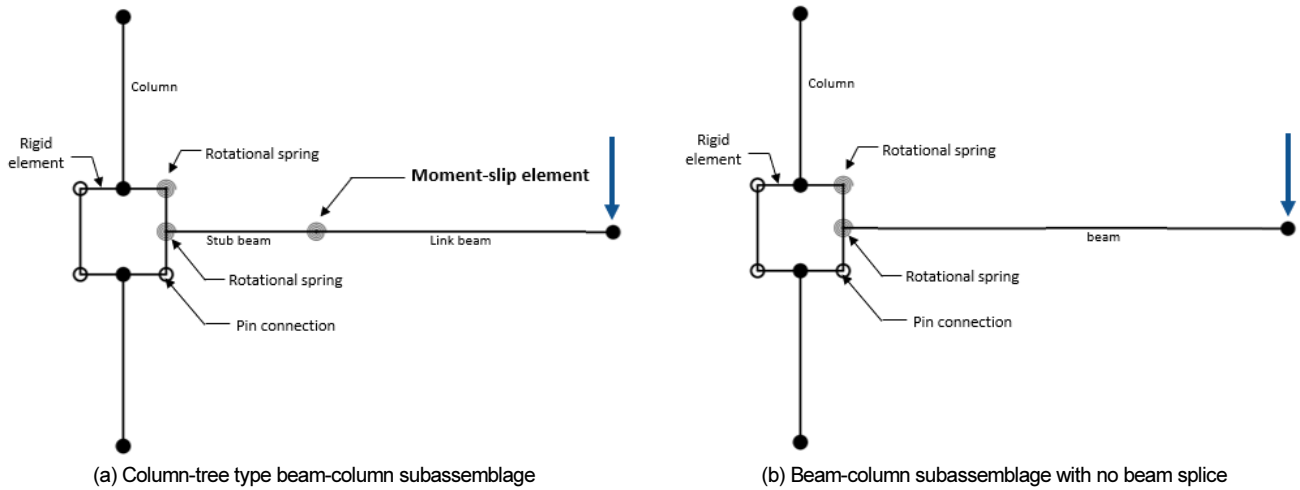 Column
Rigid
element
Rotational spring
Moment-slip element
Stub beam
Link beam
Rotational spring
Pin connection
(a) Column-tree type beam-column subassemblage
Column
Rigid
element
Rotational spring
beam
Rotational spring
Pin connection
(b) Beam-column subassemblage with no beam splice